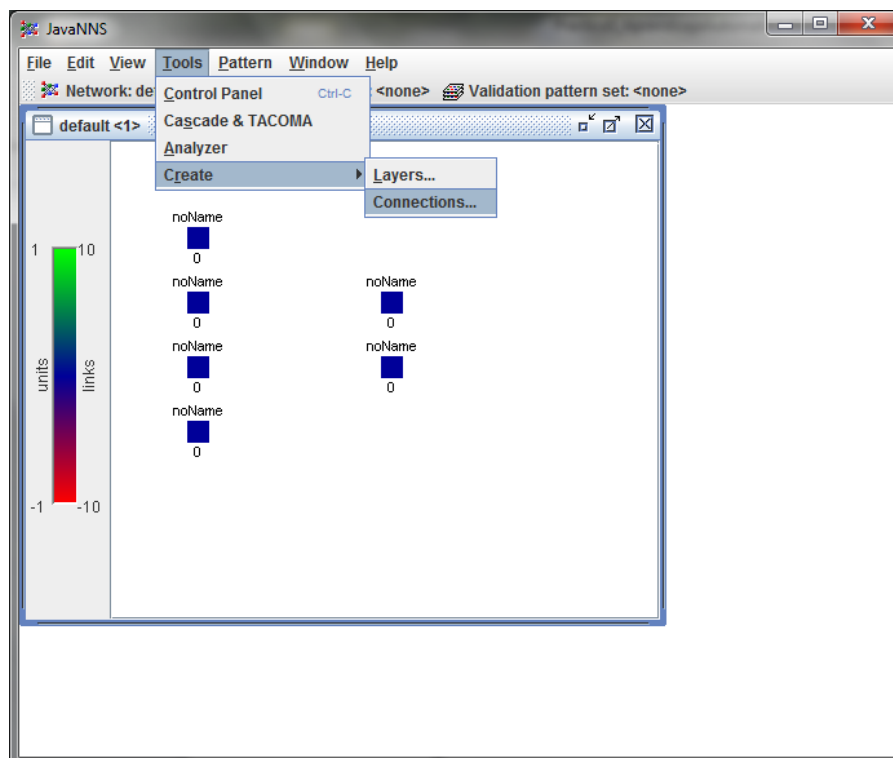 JavaNNS
File Edit View Tools Pattern Window Help
Network: de <none> Validation pattern set: <none>
Control Panel Ctrl-C
Cascade & TACOMA
Analyzer
Create
Layers...
Connections...
default <1>
noName
0
noName noName
0 0
noName noName
0 0
noName
0
1 10
units links
-1 -10